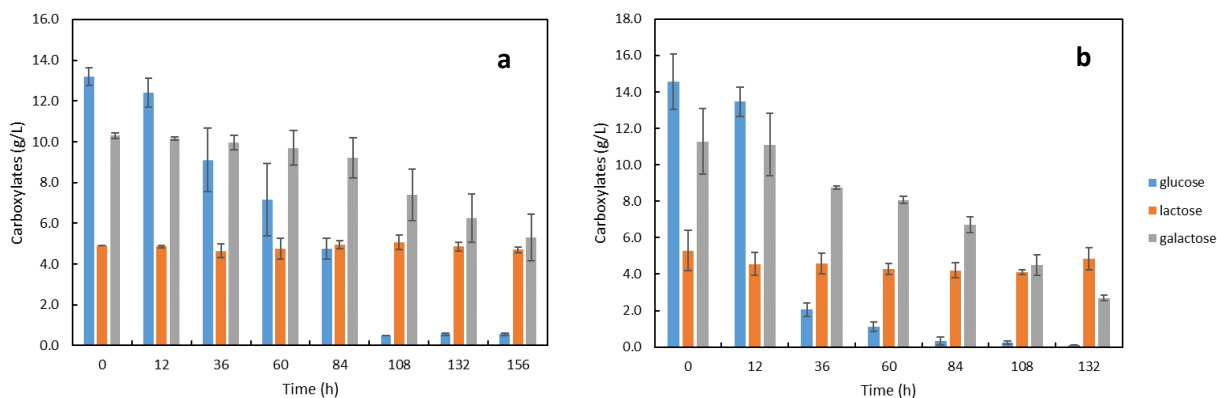 a
Carboxylates (g/L)
16.0
14.0
12.0
10.0
8.0
6.0
4.0
2.0
0.0
0 12 36 60 84 108 132 156
Time (h)
b
Carboxylates (g/L)
18.0
16.0
14.0
12.0
10.0
8.0
6.0
4.0
2.0
0.0
0 12 36 60 84 108 132
Time (h)
glucose
lactose
galactose